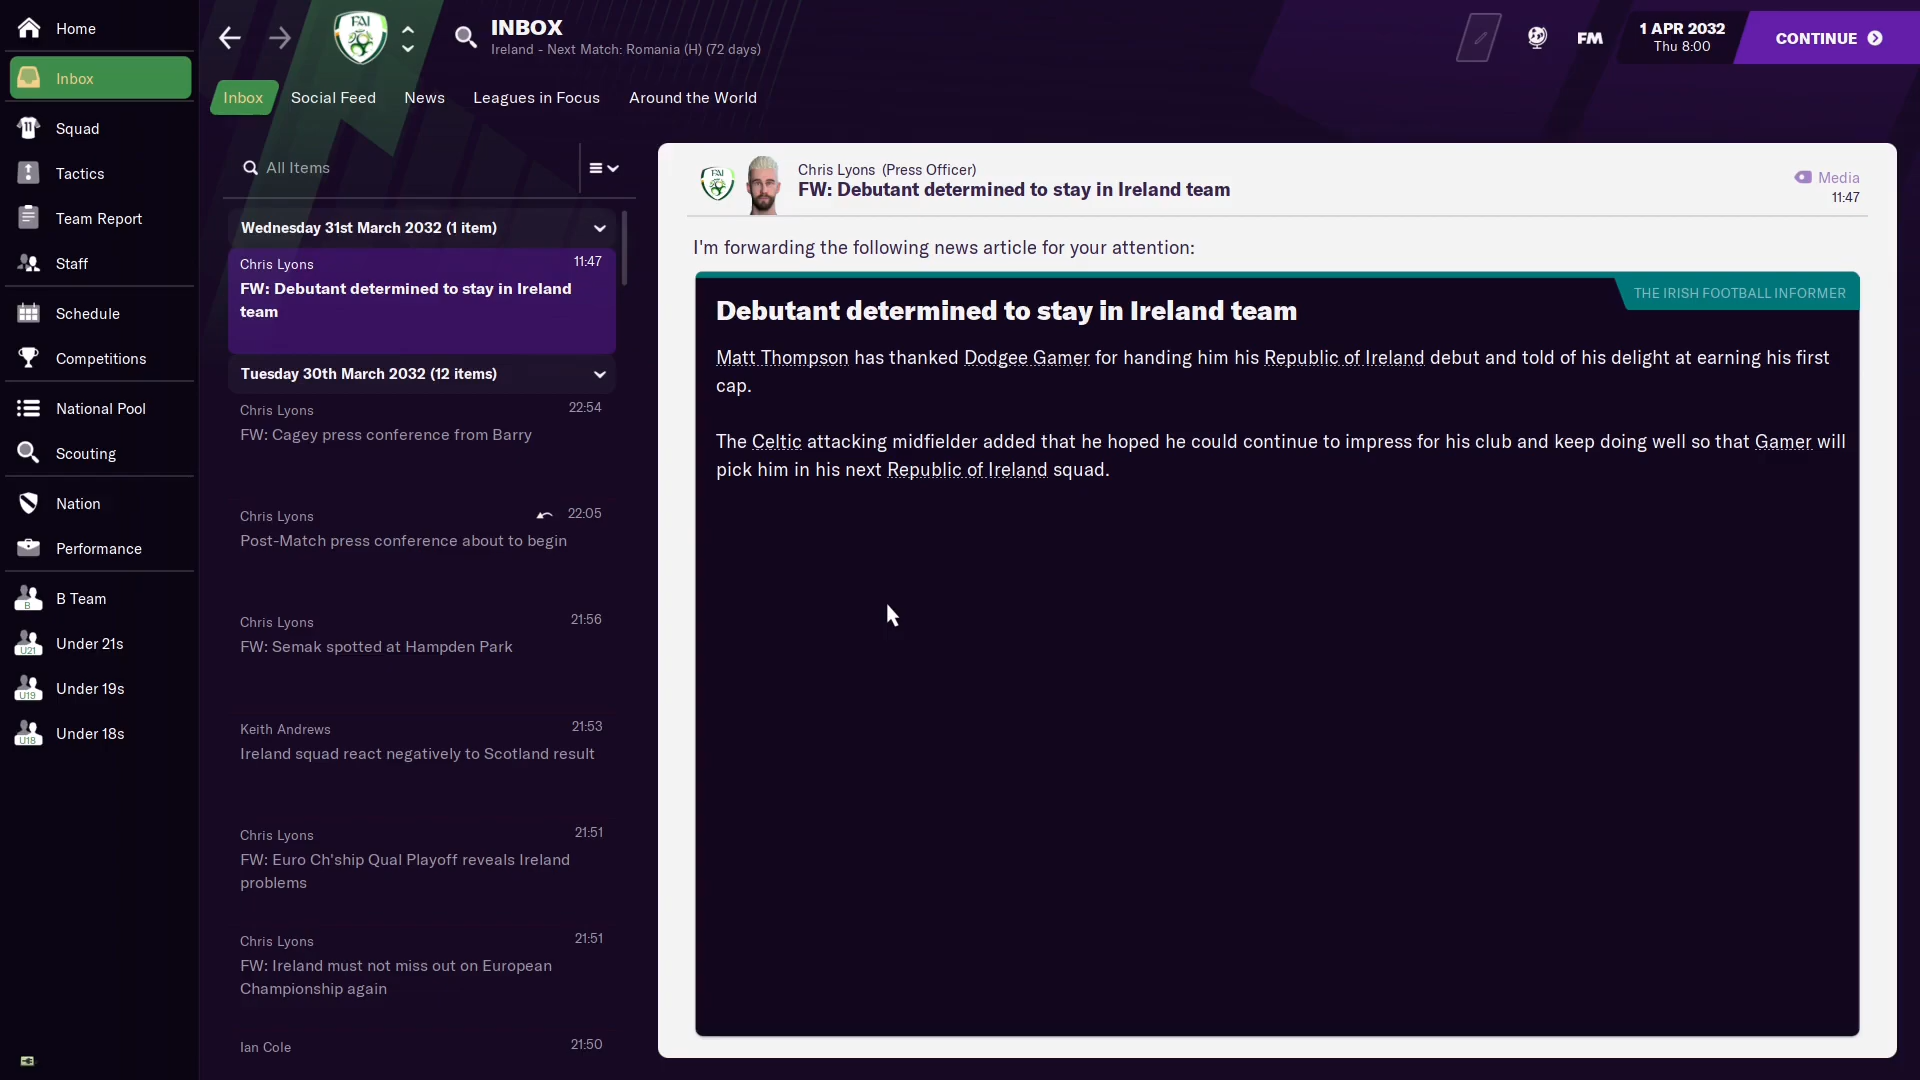 Home
Inbox
Squad
Tactics
Team Report
Staff
Schedule
Competitions
National Pool
Scouting
Nation
Performance
B
B Team
U21
Under 21s
U19
Under 19s
U18
Under 18s
FAI
INBOX
Ireland - Next Match: Romania (H) (72 days)
FM
1 APR 2032
Thu 8:00
CONTINUE
Inbox
Social Feed
News
Leagues in Focus
Around the World
All Items
Wednesday 31st March 2032 (1 item)
Chris Lyons
11:47
FW: Debutant determined to stay in Ireland
team
Tuesday 30th March 2032 (12 items)
Chris Lyons
22:54
FW: Cagey press conference from Barry
Chris Lyons
22:05
Post-Match press conference about to begin
Chris Lyons
21:56
FW: Semak spotted at Hampden Park
Keith Andrews
21:53
Ireland squad react negatively to Scotland result
Chris Lyons
21:51
FW: Euro Ch'ship Qual Playoff reveals Ireland
problems
Chris Lyons
21:51
FW: Ireland must not miss out on European
Championship again
Ian Cole
21:50
FAI
Chris Lyons (Press Officer)
FW: Debutant determined to stay in Ireland team
Media
11:47
I'm forwarding the following news article for your attention:
THE IRISH FOOTBALL INFORMER
Debutant determined to stay in Ireland team
Matt Thompson has thanked Dodgee Gamer for handing him his Republic of Ireland debut and told of his delight at earning his first
cap.
The Celtic attacking midfielder added that he hoped he could continue to impress for his club and keep doing well so that Gamer will
pick him in his next Republic of Ireland squad.